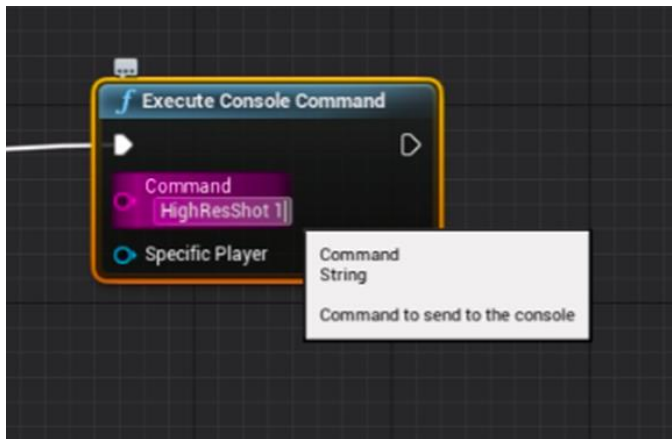 f Execute Console Command
Command
HighResShot 1
Specific Player
Command
String
Command to send to the console